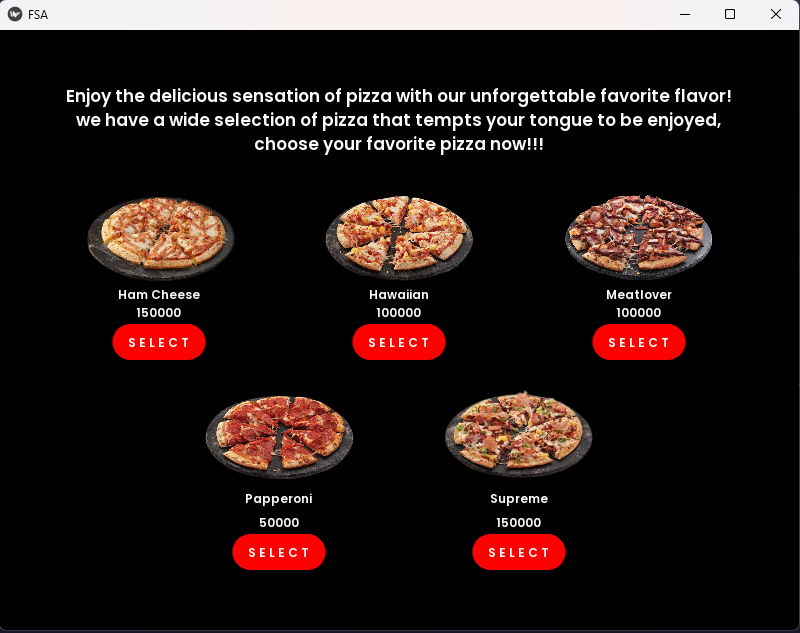 FSA
Enjoy the delicious sensation of pizza with our unforgettable favorite flavor!
we have a wide selection of pizza that tempts your tongue to be enjoyed,
choose your favorite pizza now!!!
Ham Cheese
150000
SELECT
Hawaiian
100000
SELECT
Meatlover
100000
SELECT
Papperoni
50000
SELECT
Supreme
150000
SELECT